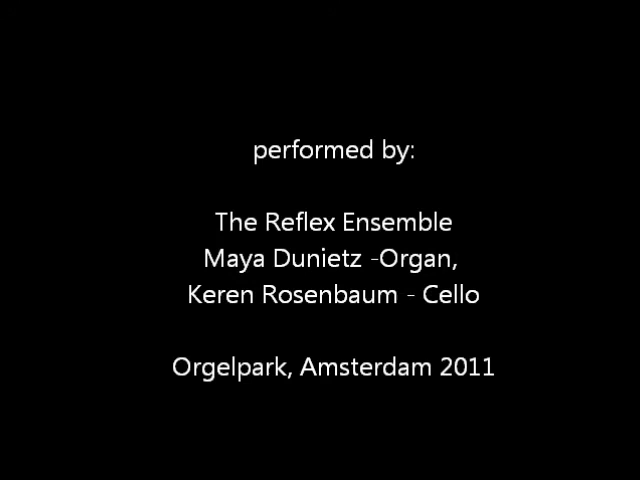 performed by:
The Reflex Ensemble
Maya Dunietz -Organ,
Keren Rosenbaum - Cello
Orgelpark, Amsterdam 2011